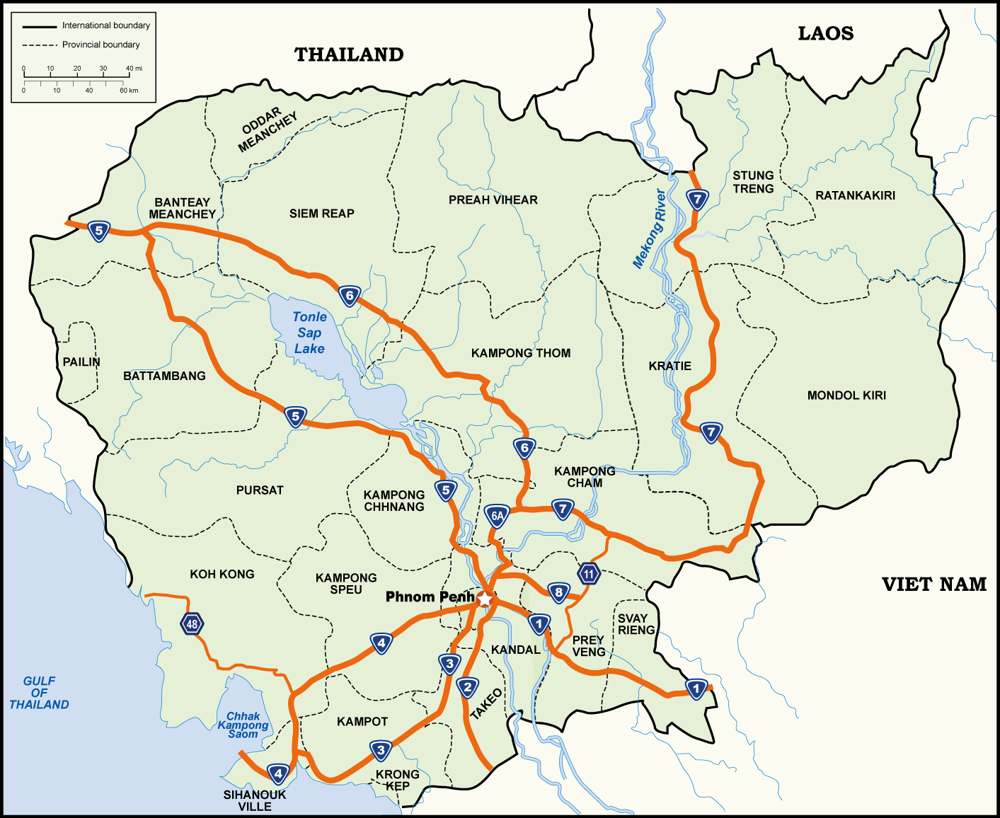 International boundary
Provincial boundary
0 10 20 30 40 mi
0 10 40 60 km
THAILAND
LAOS
ODDAR
MEANCHEY
STUNG
TRENG
RATANKAKIRI
BANTEAY
MEANCHEY
SIEM REAP
PREAH VIHEAR
7
Mekong River
5
6
Tonle
Sap
Lake
PAILIN
BATTAMBANG
KAMPONG THOM
KRATIE
MONDOL KIRI
5
7
6
KAMPONG
CHAM
PURSAT
KAMPONG
CHHNANG
5
6A
7
KOH KONG
KAMPONG
SPEU
11
VIET NAM
Phnom Penh
8
48
1
SVAY
RIENG
4
KANDAL
PREY
VENG
3
GULF
OF
THAILAND
2
1
TAKEO
Chhak
Kampong
Saom
KAMPOT
3
4
KRONG
KEP
SIHANOUK
VILLE